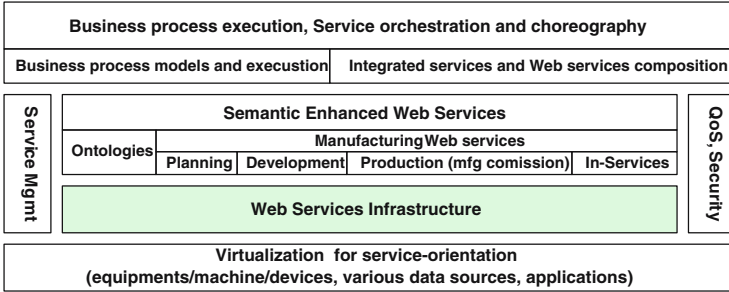 Business process execution, Service orchestration and choreography
Business process models and execustion
Integrated services and Web services composition
Service Mgmt
Semantic Enhanced Web Services
Ontologies
ManufacturingWeb services
Planning
Development
Production (mfg comission)
In-Services
Web Services Infrastructure
QoS, Security
Virtualization for service-orientation
(equipments/machine/devices, various data sources, applications)